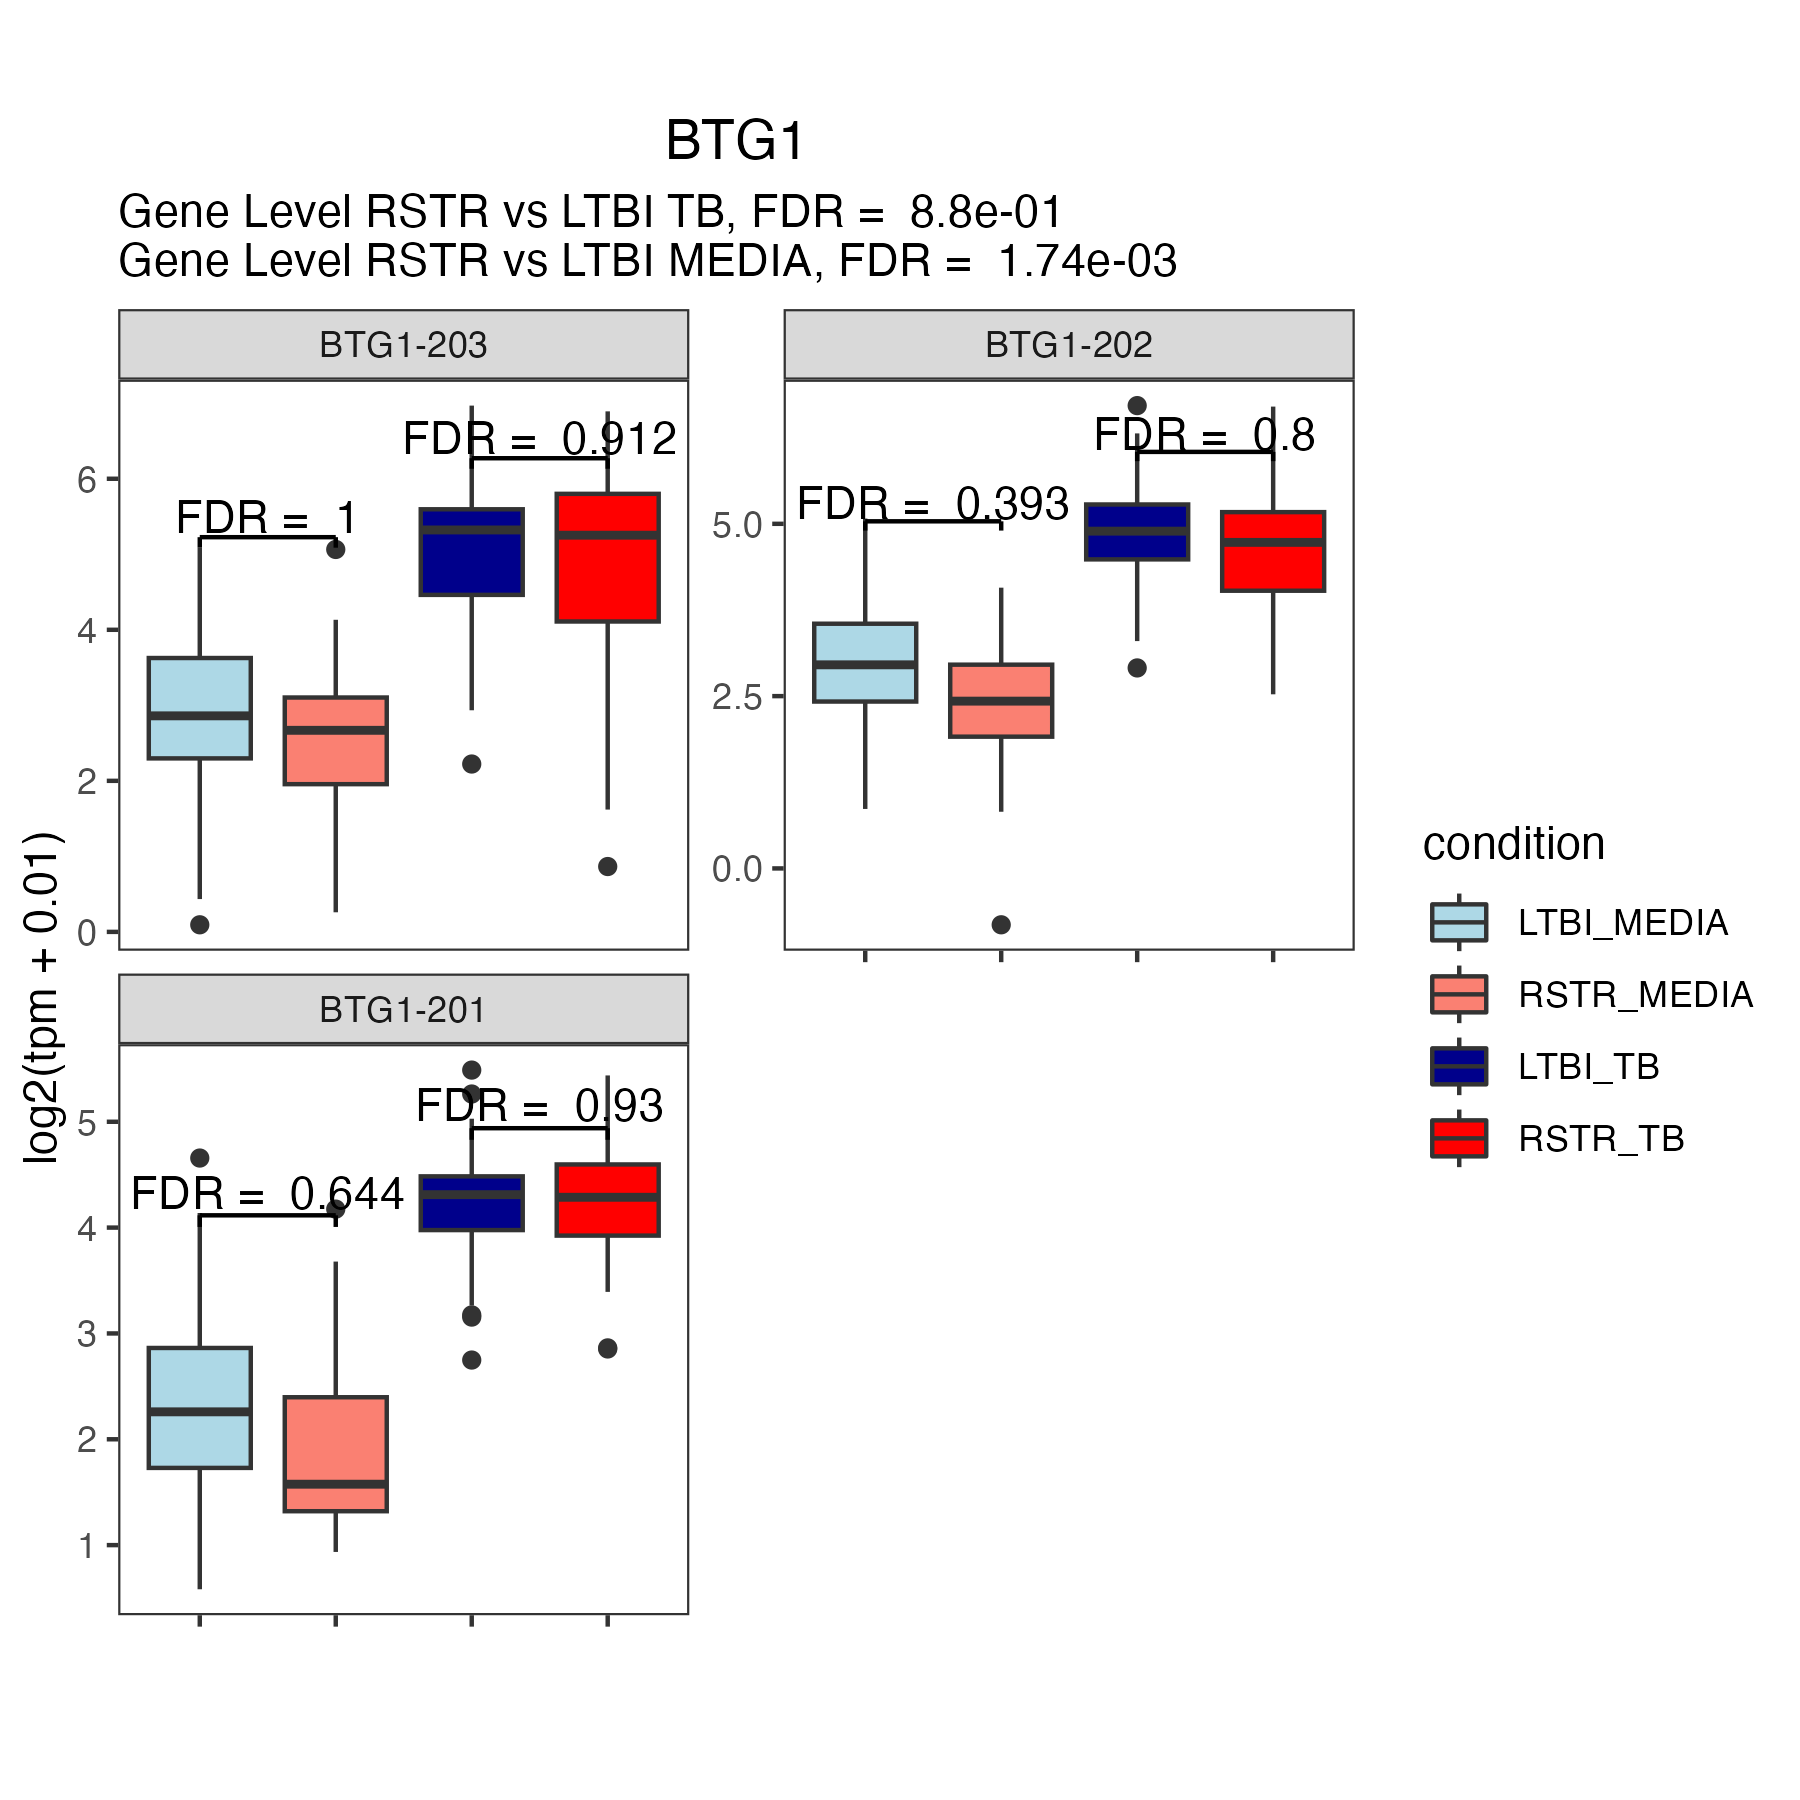 BTG1
Gene Level RSTR vs LTBI TB, FDR =  8.8e-01
Gene Level RSTR vs LTBI MEDIA, FDR =  1.74e-03
BTG1-203
FDR =  0.912
FDR =  1
6
4
2
0
BTG1-202
FDR =  0.8
FDR =  0.393
5.0
2.5
0.0
BTG1-201
FDR =  0.93
FDR =  0.644
5
4
3
2
1
log2(tpm + 0.01)
condition
LTBI_MEDIA
RSTR_MEDIA
LTBI_TB
RSTR_TB